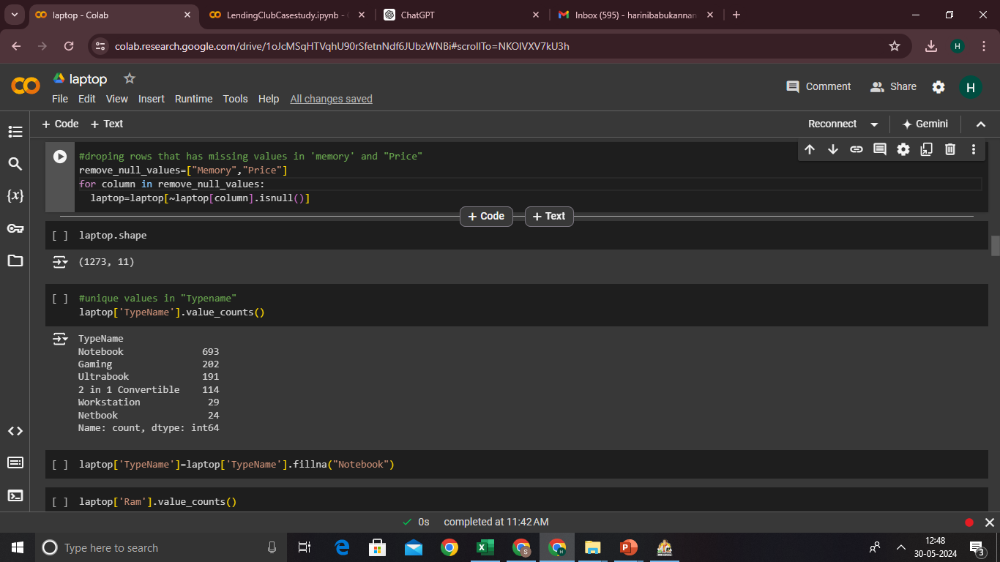 laptop - Colab
LendingClubCasestudy.ipynb -
ChatGPT
Inbox (595) - harinibabukannan
colab.research.google.com/drive/1oJcMSqHTVqhU90rSfetnNdf6JUbzWNBi#scrollTo=NKOlVXV7kU3h
H
laptop
File Edit View Insert Runtime Tools Help All changes saved
Comment
Share
H
+ Code + Text
Reconnect
Gemini
#droping rows that has missing values in 'memory' and "Price"
remove_null_values=["Memory","Price"]
for column in remove_null_values:
laptop=laptop[~laptop[column].isnull()]
+ Code + Text
[ ] laptop.shape
(1273, 11)
[ ] #unique values in "Typename"
laptop['TypeName'].value_counts()
TypeName
Notebook 693
Gaming 202
Ultrabook 191
2 in 1 Convertible 114
Workstation 29
Netbook 24
Name: count, dtype: int64
[ ] laptop['TypeName']=laptop['TypeName'].fillna("Notebook")
[ ] laptop['Ram'].value_counts()
0s completed at 11:42 AM
Type here to search
12:48
30-05-2024
3